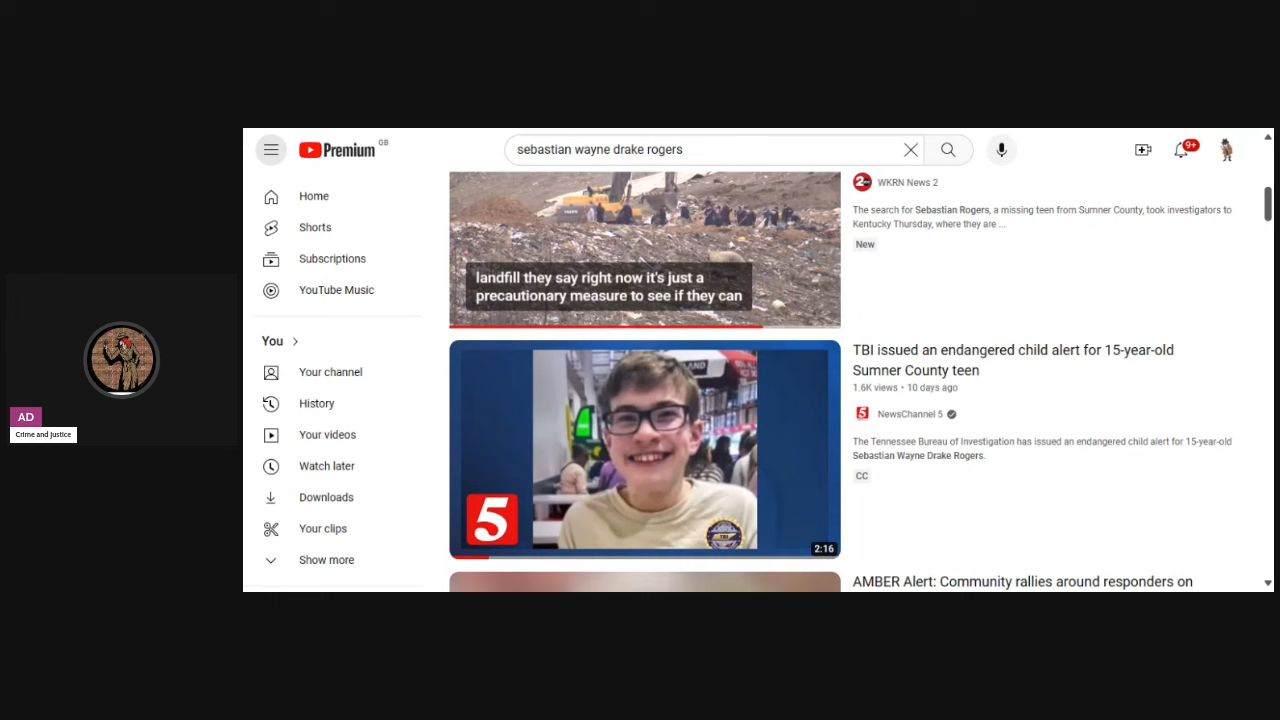 Premium GB
sebastian wayne drake rogers
9+
Home
Shorts
Subscriptions
YouTube Music
You
Your channel
History
Your videos
Watch later
Downloads
Your clips
Show more
AD
Crime and Justice
landfill they say right now it's just a
precautionary measure to see if they can
2
WKRN News 2
The search for Sebastian Rogers, a missing teen from Sumner County, took investigators to
Kentucky Thursday, where they are ...
New
5
TBI
2:16
TBI issued an endangered child alert for 15-year-old
Sumner County teen
1.6K views • 10 days ago
5
NewsChannel 5
The Tennessee Bureau of Investigation has issued an endangered child alert for 15-year-old
Sebastian Wayne Drake Rogers.
CC
AMBER Alert: Community rallies around responders on